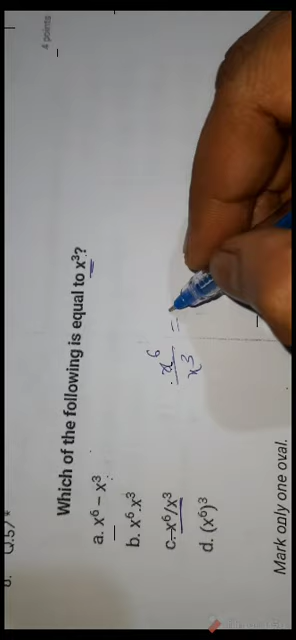 Q.5) *
4 points
Which of the following is equal to x³?
a. x⁶ – x³
b. x⁶.x³
c. x⁶/x³
d. (x⁶)³
x⁶
x³ =
Mark only one oval.